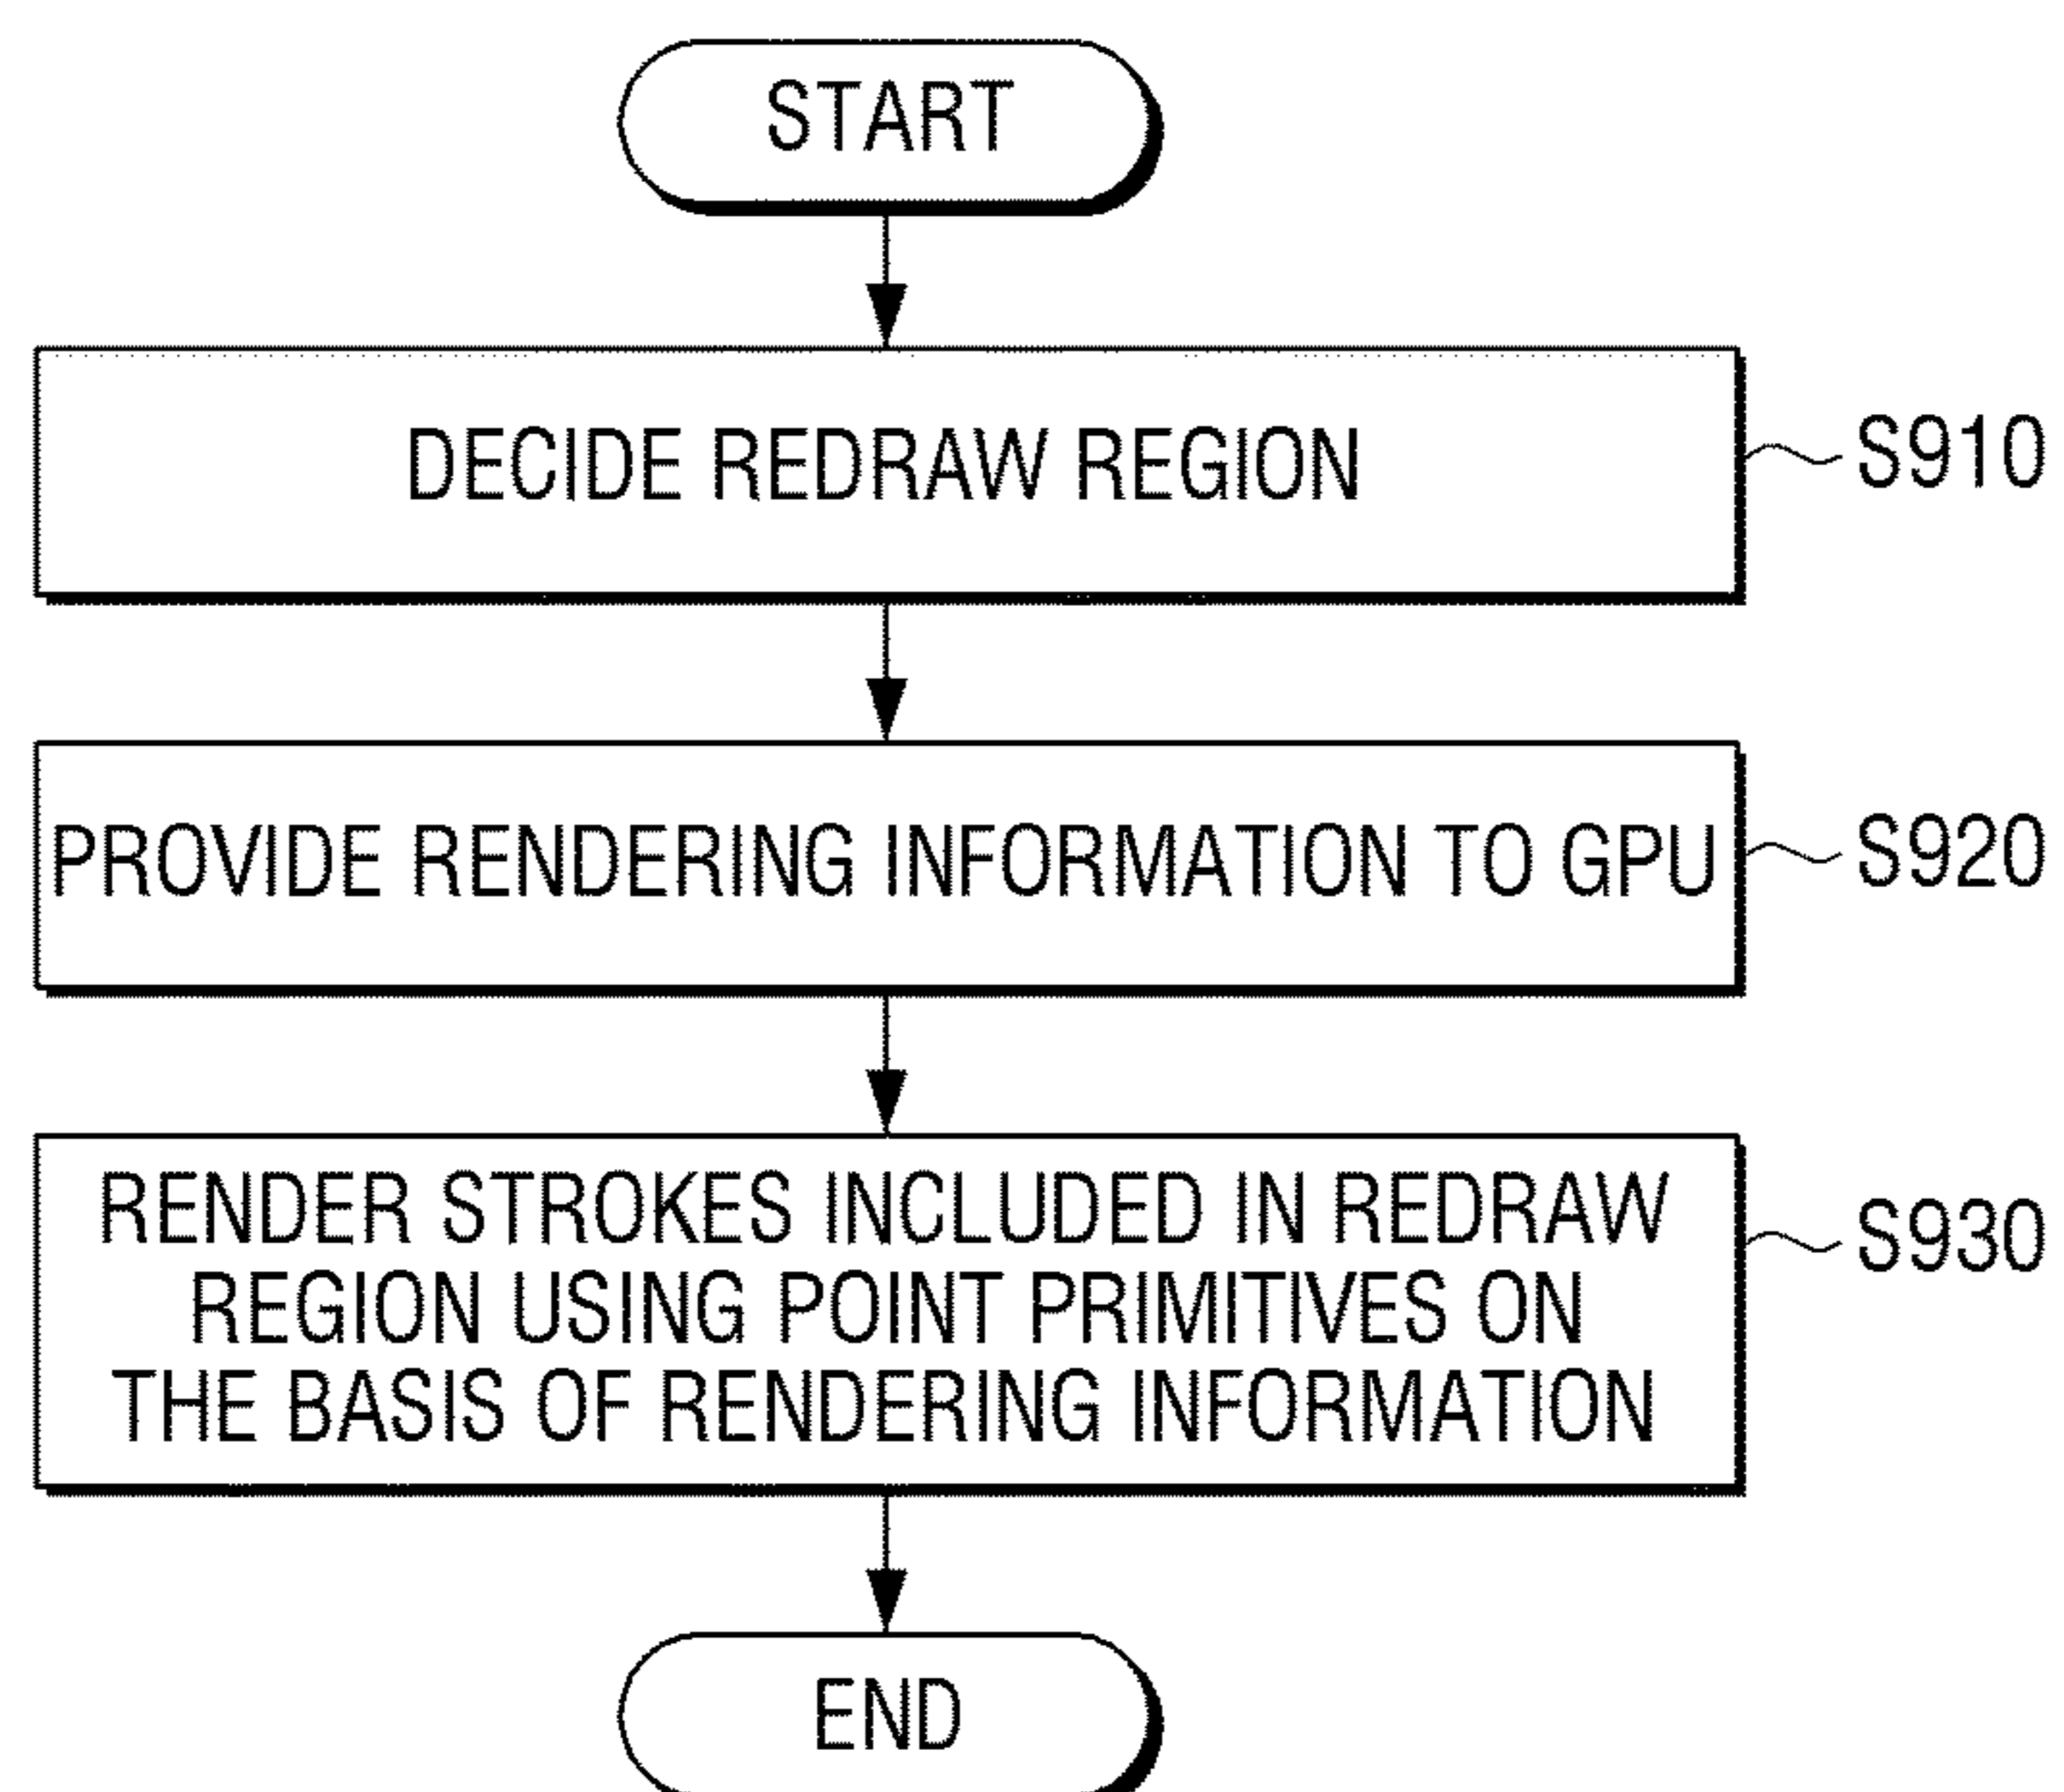 START
DECIDE REDRAW REGION
S910
PROVIDE RENDERING INFORMATION TO GPU
S920
RENDER STROKES INCLUDED IN REDRAW
REGION USING POINT PRIMITIVES ON
THE BASIS OF RENDERING INFORMATION
S930
END